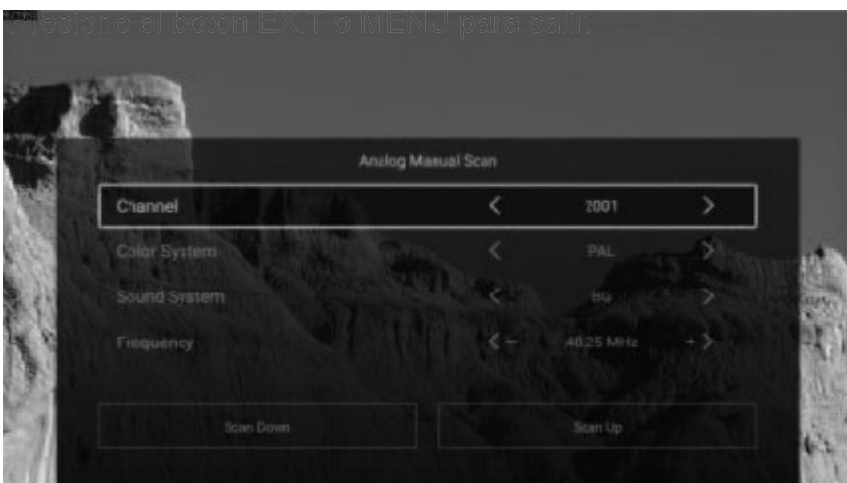 Presione el botón EXIT o MENU para salir.
Analog Manual Scan
Channel < 2001 >
Color System < PAL >
Sound System < BG >
Frequency < - 48.25 MHz + >
Scan Down Scan Up